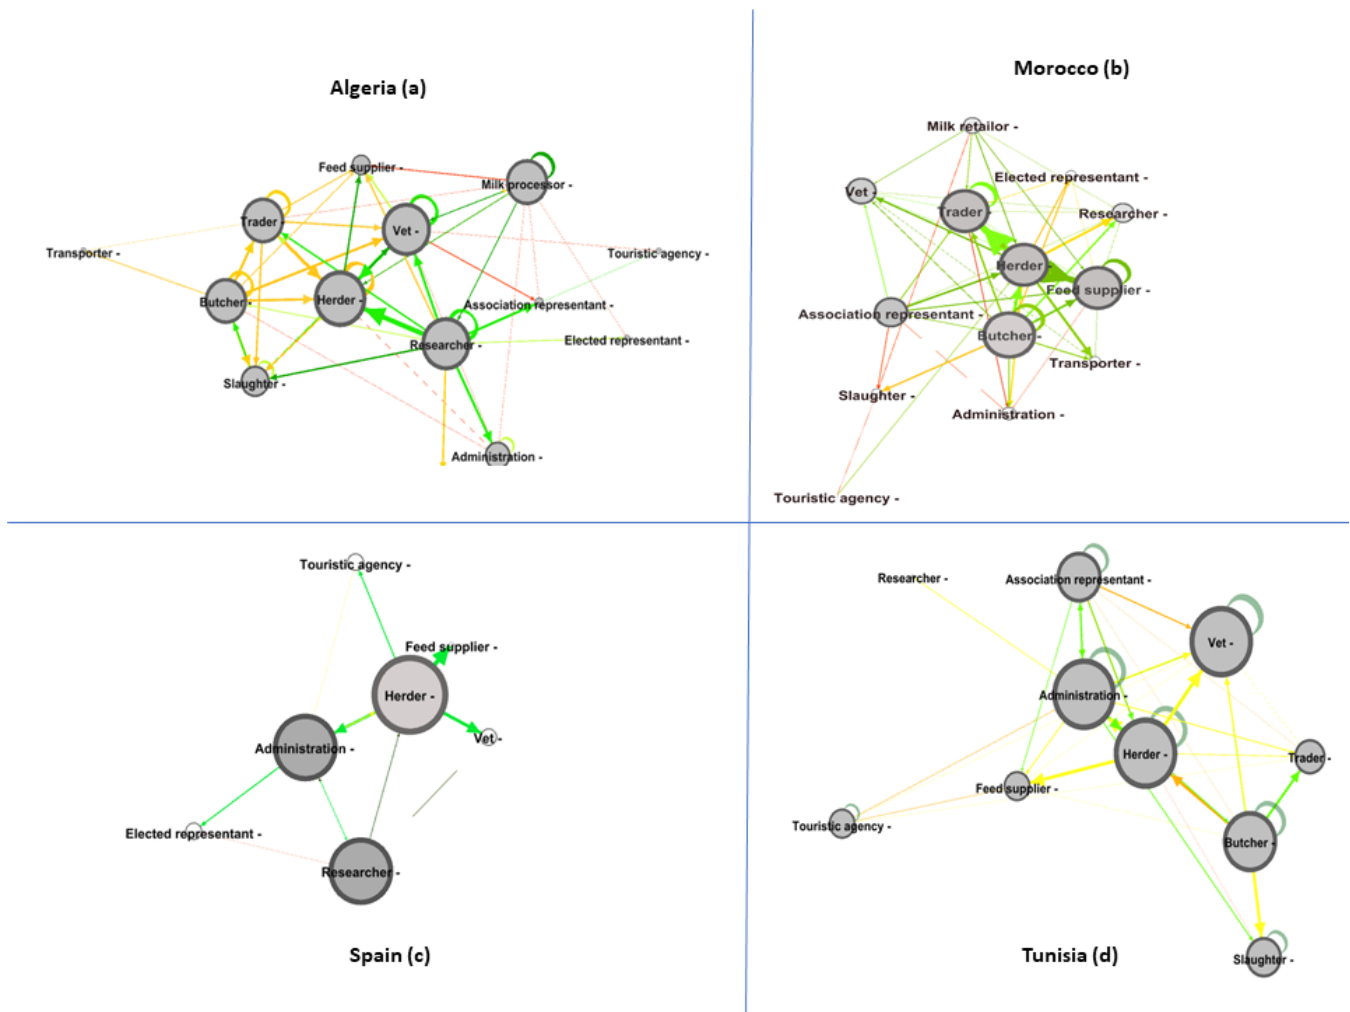 Algeria (a)
Feed supplier -
Milk processor -
Trader -
Vet -
Transporter -
Touristic agency -
Butcher -
Herder -
Association representant -
Researcher -
Elected representant -
Slaughter -
Administration -
Morocco (b)
Milk retailor -
Elected representant -
Vet -
Trader -
Researcher -
Herder -
Feed supplier -
Association representant -
Butcher -
Transporter -
Slaughter -
Administration -
Touristic agency -
Touristic agency -
Feed supplier -
Herder -
Vet -
Administration -
Elected representant -
Researcher -
Spain (c)
Researcher -
Association representant -
Vet -
Administration -
Herder -
Trader -
Feed supplier -
Touristic agency -
Butcher -
Slaughter -
Tunisia (d)